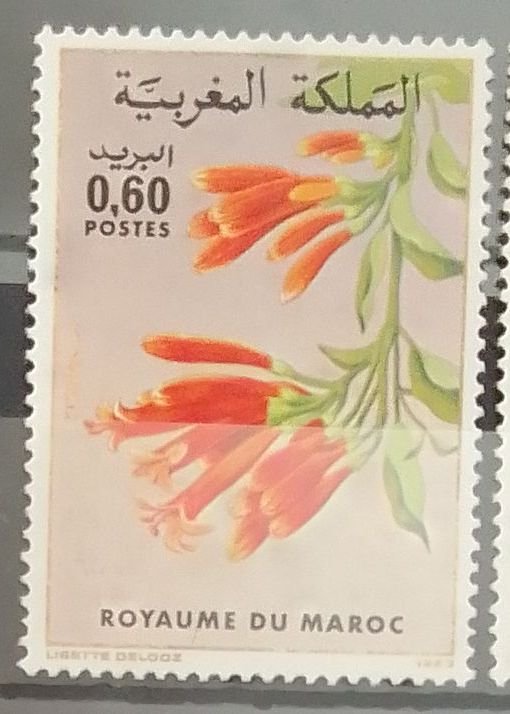 المملكة المغربية
البريد
0,60
POSTES
ROYAUME DU MAROC
LISETTE DELOOZ